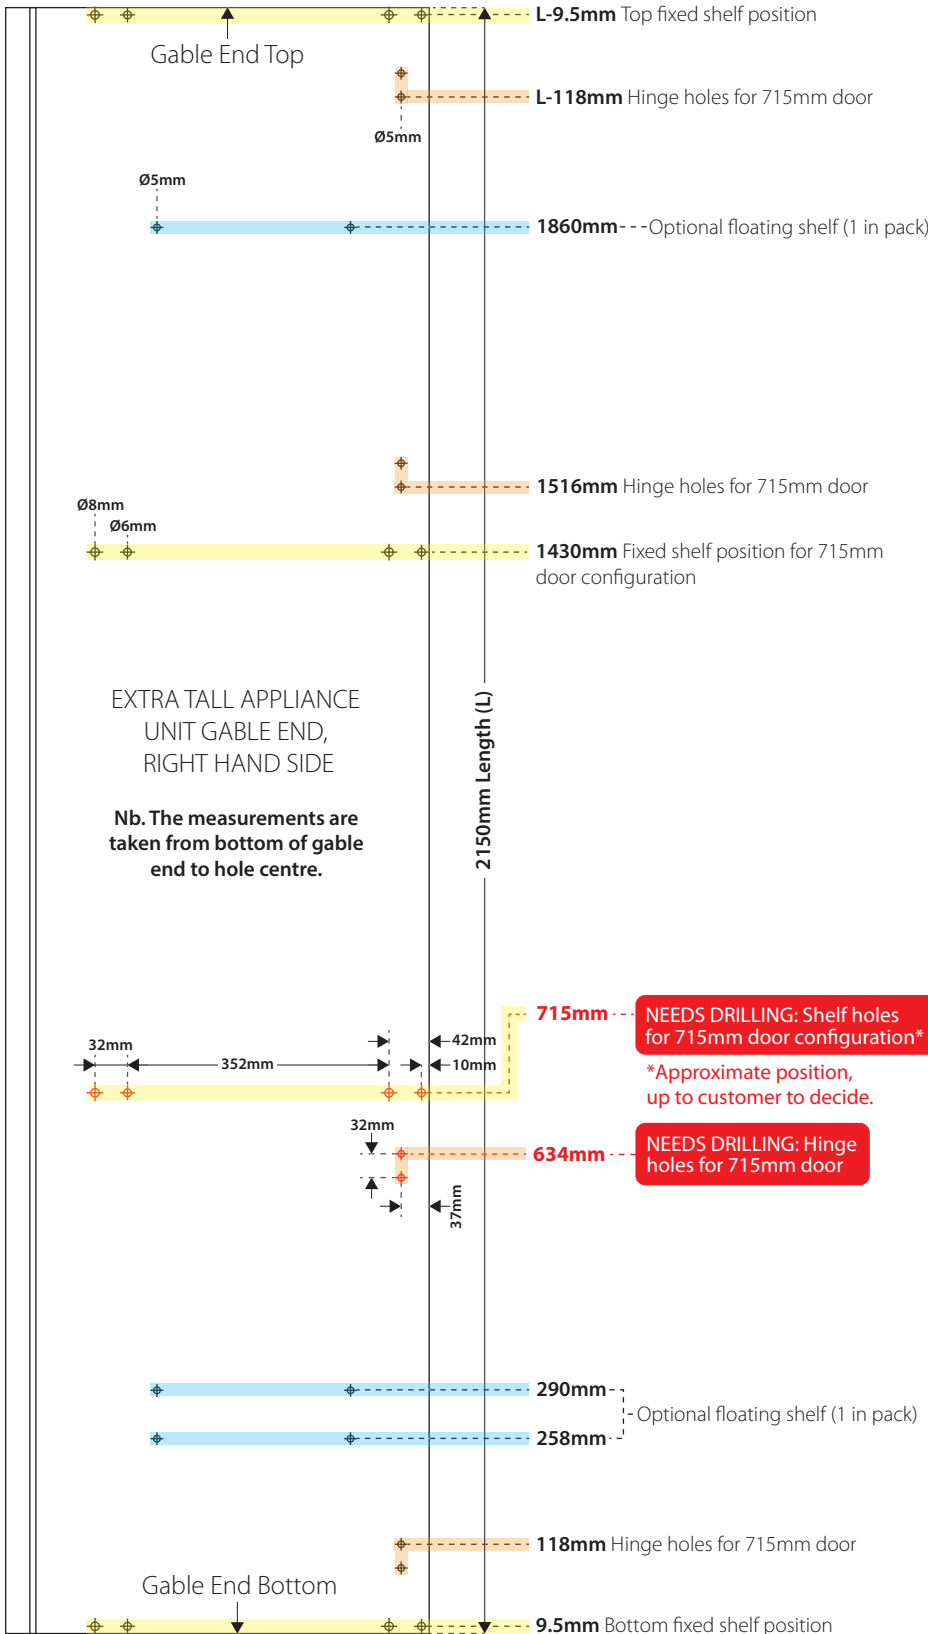 L-9.5mm Top fixed shelf position
Gable End Top
L-118mm Hinge holes for 715mm door
Ø5mm
Ø5mm
1860mm Optional floating shelf (1 in pack)
1516mm Hinge holes for 715mm door
Ø8mm
Ø6mm
1430mm Fixed shelf position for 715mm
door configuration
EXTRA TALL APPLIANCE
UNIT GABLE END,
RIGHT HAND SIDE
Nb. The measurements are
taken from bottom of gable
end to hole centre.
2150mm Length (L)
715mm
NEEDS DRILLING: Shelf holes
for 715mm door configuration*
*Approximate position,
up to customer to decide.
32mm
352mm
42mm
10mm
32mm
37mm
634mm
NEEDS DRILLING: Hinge
holes for 715mm door
290mm
Optional floating shelf (1 in pack)
258mm
118mm Hinge holes for 715mm door
Gable End Bottom
9.5mm Bottom fixed shelf position